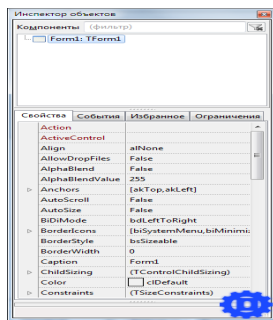 Инспектор объектов
Компоненты (фильтр)
Form1: TForm1
Свойства События Избранное Ограничения
Action
ActiveControl
Align alNone
AllowDropFiles False
AlphaBlend False
AlphaBlendValue 255
Anchors [akTop,akLeft]
AutoScroll False
AutoSize False
BiDiMode bdLeftToRight
BorderIcons [biSystemMenu,biMinimiz
BorderStyle bsSizeable
BorderWidth 0
Caption Form1
ChildSizing (TControlChildSizing)
Color clDefault
Constraints (TSizeConstraints)